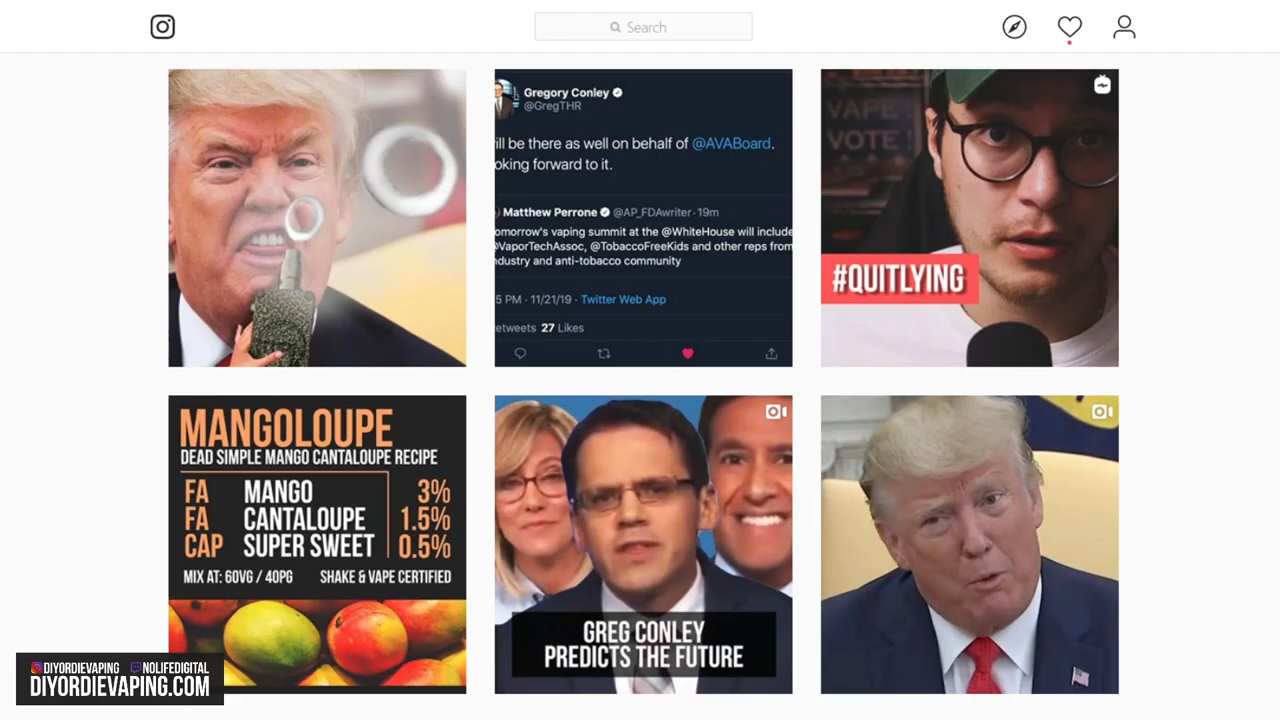 Search
Gregory Conley
@GregTHR
ill be there as well on behalf of @AVABoard.
oking forward to it.
Matthew Perrone @AP_FDAwriter · 19m
omorrow's vaping summit at the @WhiteHouse will include
@VaporTechAssoc, @TobaccoFreeKids and other reps from
ndustry and anti-tobacco community
5 PM · 11/21/19 · Twitter Web App
etweets 27 Likes
VAPE
VOTE!
#QUITLYING
MANGOLOUPE
DEAD SIMPLE MANGO CANTALOUPE RECIPE
FA MANGO 3%
FA CANTALOUPE 1.5%
CAP SUPER SWEET 0.5%
MIX AT: 60VG / 40PG SHAKE & VAPE CERTIFIED
GREG CONLEY
PREDICTS THE FUTURE
DIYORDIEVAPING NOLIFEDIGITAL
DIYORDIEVAPING.COM